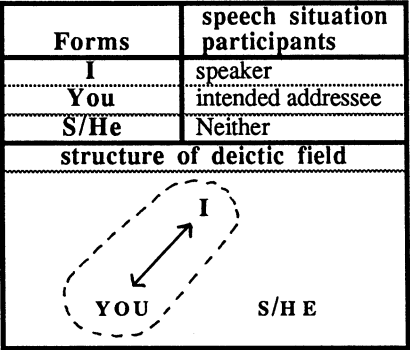 Forms
speech situation
participants
I speaker
You intended addressee
S/He Neither
structure of deictic field
I
YOU S/HE